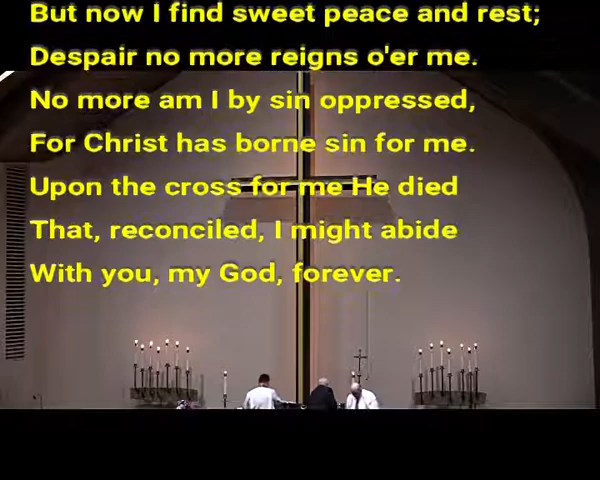 But now I find sweet peace and rest;
Despair no more reigns o'er me.
No more am I by sin oppressed,
For Christ has borne sin for me.
Upon the cross for me He died
That, reconciled, I might abide
With you, my God, forever.